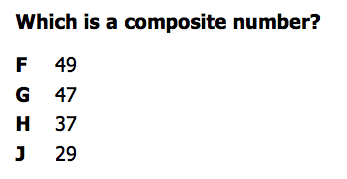 Which is a composite number?
F 49
G 47
H 37
J 29